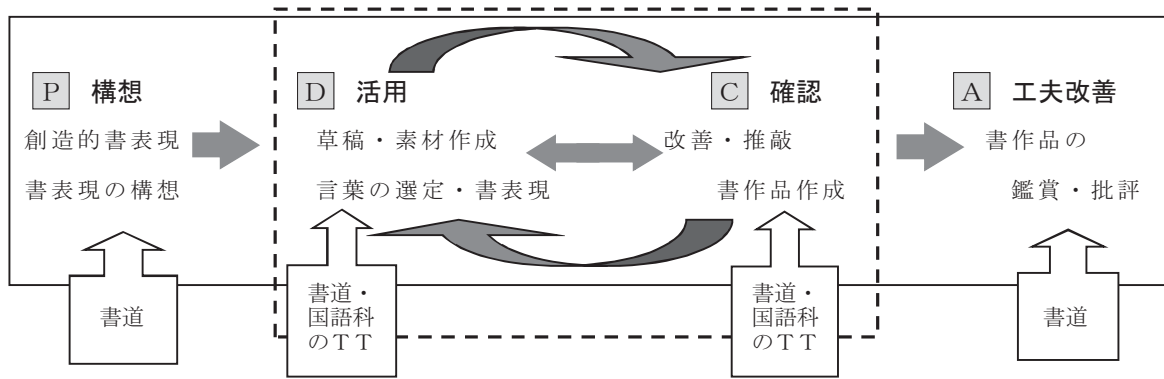 P 構想
創造的書表現
書表現の構想
書道
D 活用
草稿・素材作成
言葉の選定・書表現
書道・
国語科
のＴＴ
C 確認
改善・推敲
書作品作成
書道・
国語科
のＴＴ
A 工夫改善
書作品の
鑑賞・批評
書道